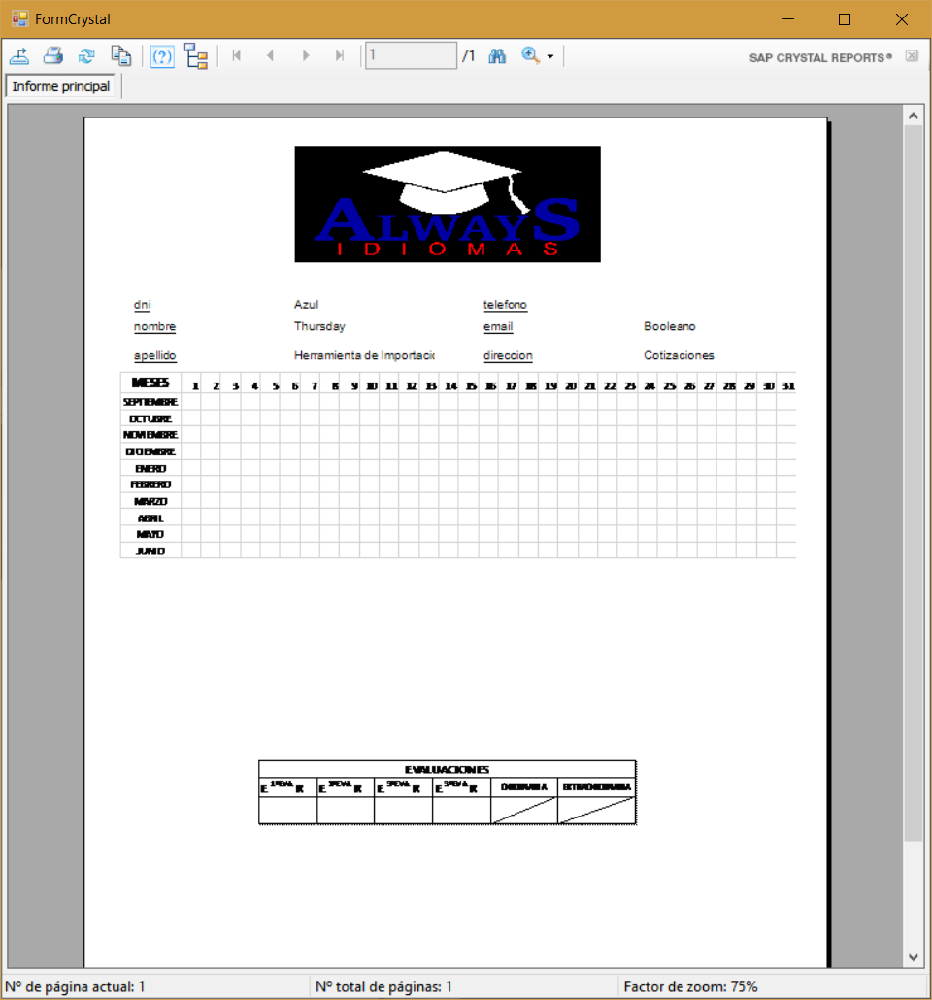 FormCrystal
1 /1 SAP CRYSTAL REPORTS®
Informe principal
ALWAYS
IDIOMAS
dni Azul telefono
nombre Thursday email Booleano
apellido Herramienta de Importació direccion Cotizaciones
MESES 1 2 3 4 5 6 7 8 9 10 11 12 13 14 15 16 17 18 19 20 21 22 23 24 25 26 27 28 29 30 31
SEPTIEMBRE
OCTUBRE
NOVIEMBRE
DICIEMBRE
ENERO
FEBRERO
MARZO
ABRIL
MAYO
JUNIO
EVALUACIONES
E 1ªEVA R E 2ªEVA R E 3ªEVA R E R ORDINARIA EXTRAORDINARIA
Nº de página actual: 1 Nº total de páginas: 1 Factor de zoom: 75%